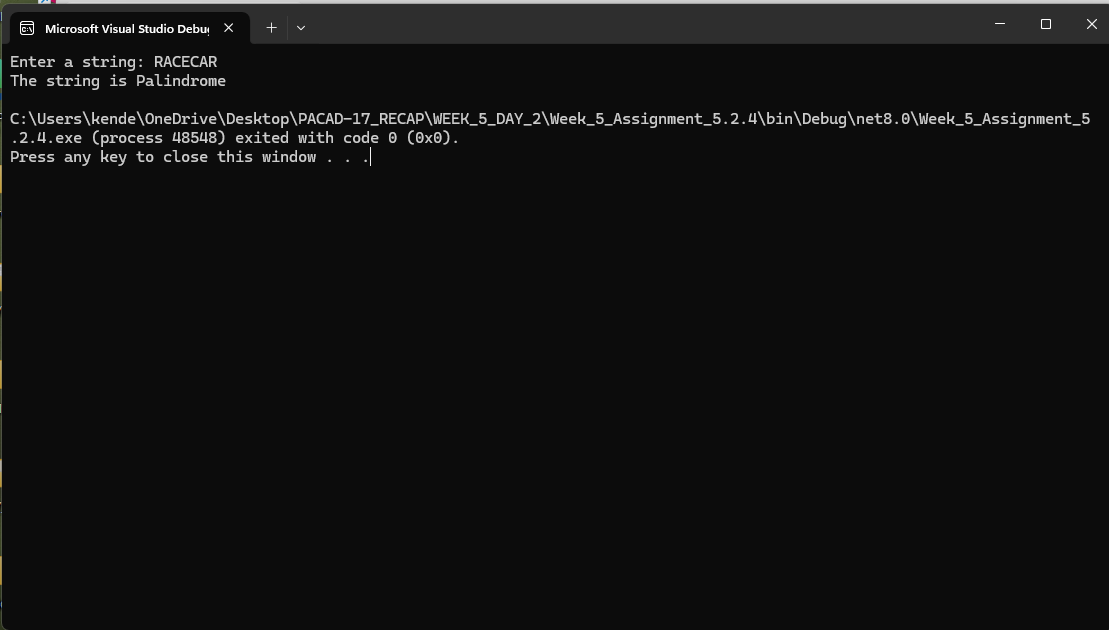 Microsoft Visual Studio Debu
Enter a string: RACECAR
The string is Palindrome
C:\Users\kende\OneDrive\Desktop\PACAD-17_RECAP\WEEK_5_DAY_2\Week_5_Assignment_5.2.4\bin\Debug\net8.0\Week_5_Assignment_5
.2.4.exe (process 48548) exited with code 0 (0x0).
Press any key to close this window . . .